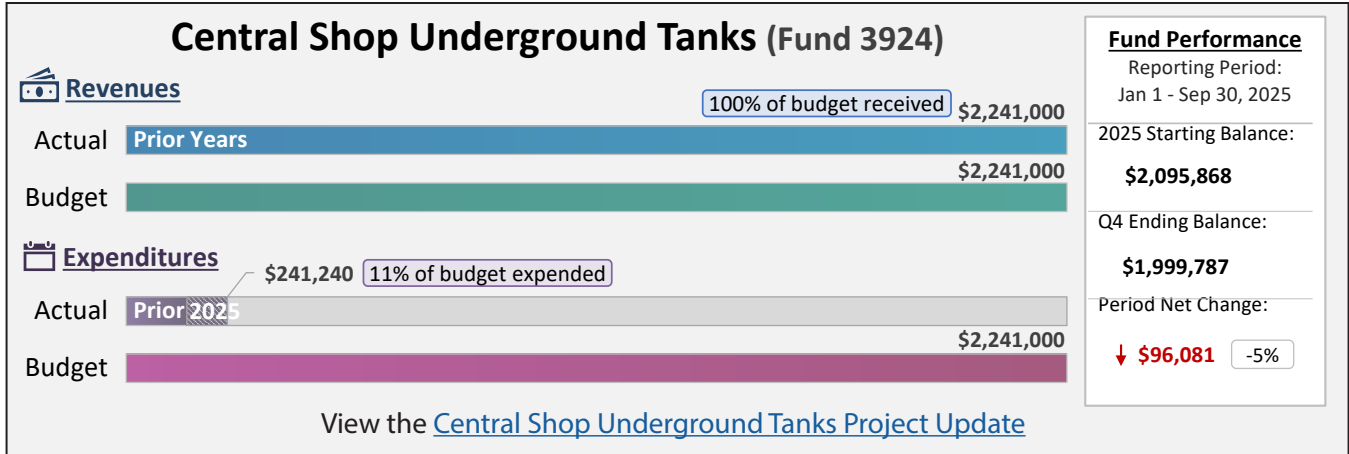 Central Shop Underground Tanks (Fund 3924)
Revenues
100% of budget received $2,241,000
Actual Prior Years
$2,241,000
Budget
Expenditures
$241,240 11% of budget expended
Actual Prior 2025
$2,241,000
Budget
View the Central Shop Underground Tanks Project Update
Fund Performance
Reporting Period:
Jan 1 - Sep 30, 2025
2025 Starting Balance:
$2,095,868
Q4 Ending Balance:
$1,999,787
Period Net Change:
↓ $96,081 -5%